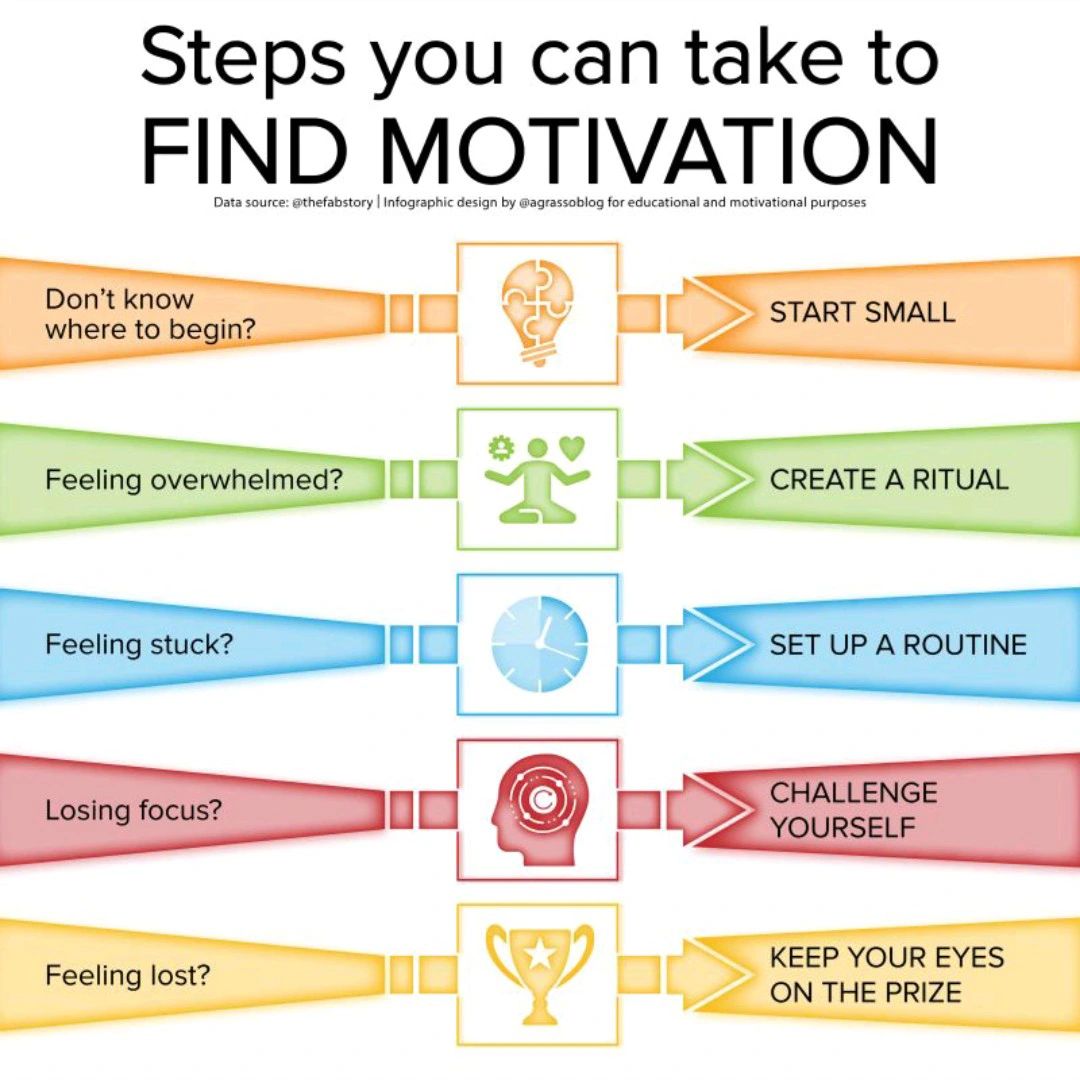 Steps you can take to
FIND MOTIVATION
Data source: @thefabstory | Infographic design by @agrassoblog for educational and motivational purposes
Don’t know
where to begin?
START SMALL
Feeling overwhelmed?
CREATE A RITUAL
Feeling stuck?
SET UP A ROUTINE
Losing focus?
CHALLENGE
YOURSELF
Feeling lost?
KEEP YOUR EYES
ON THE PRIZE